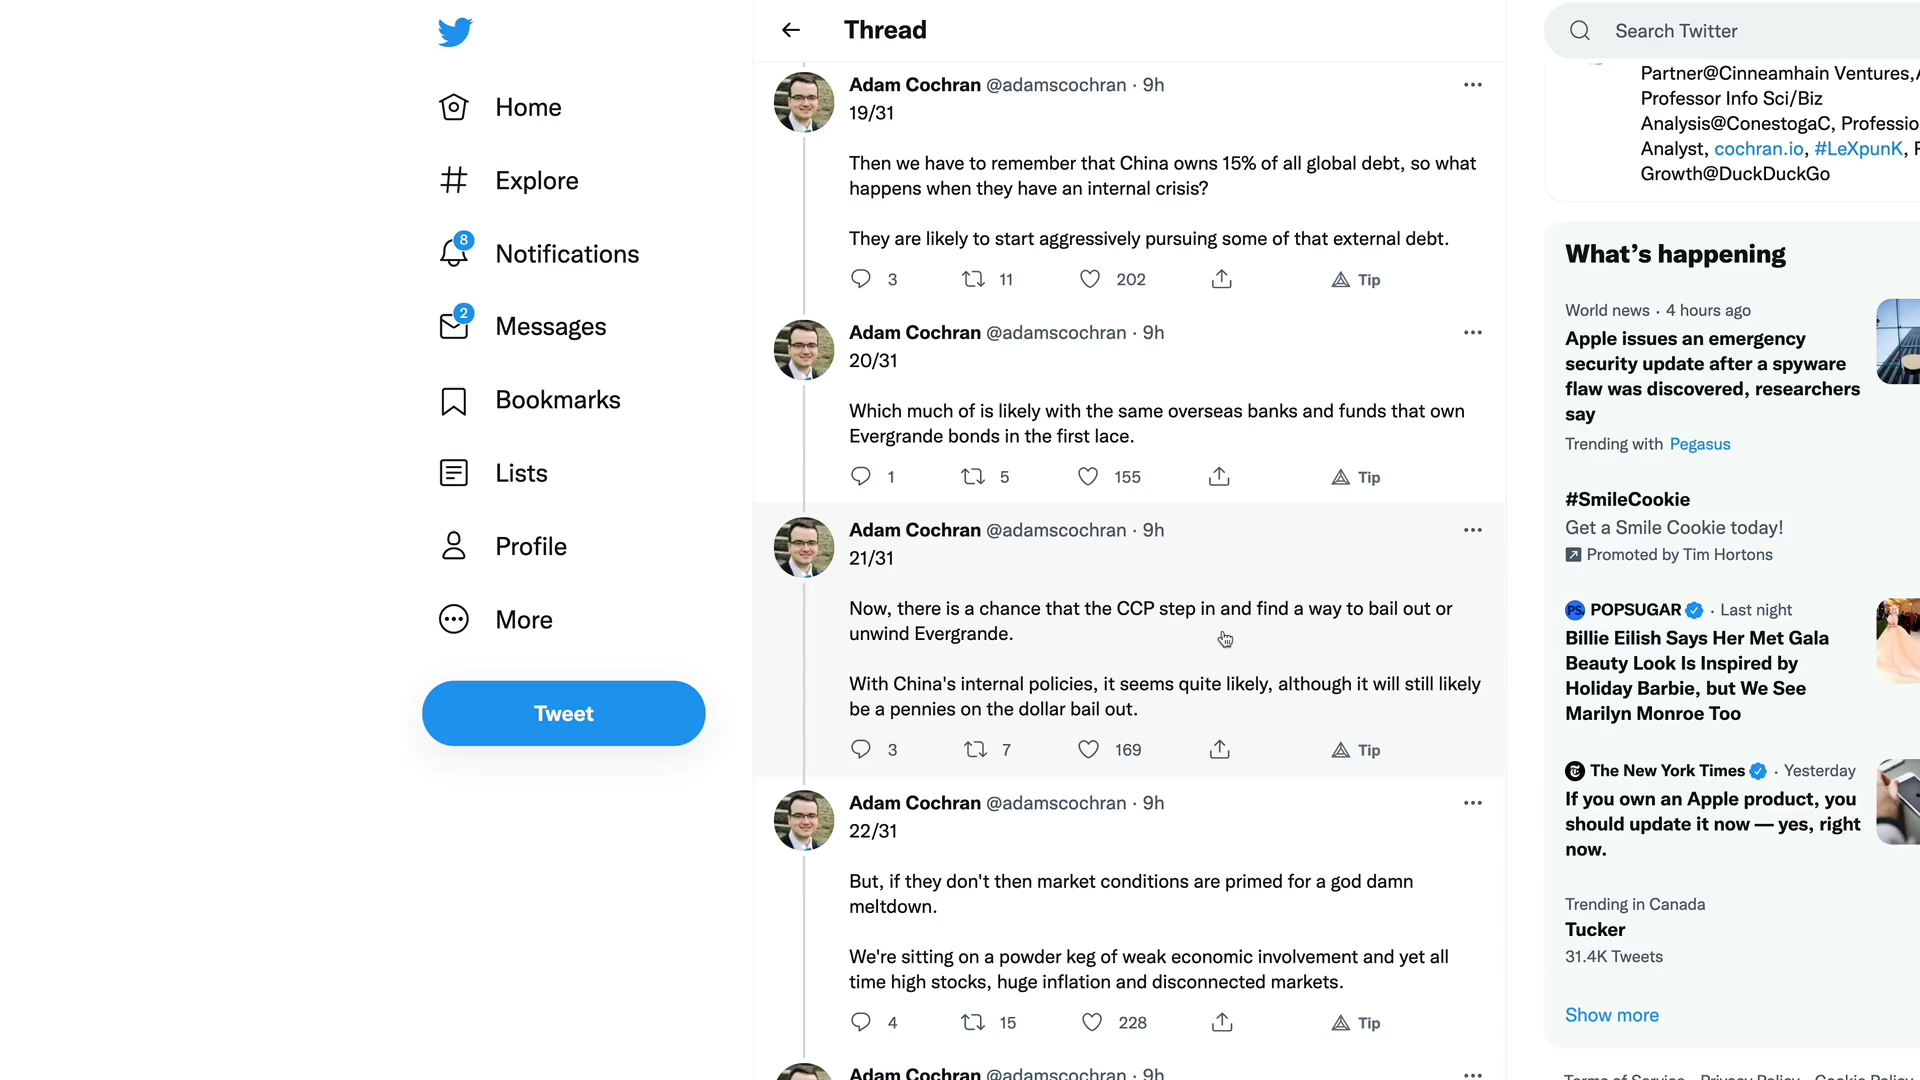 Home
Explore
8
Notifications
2
Messages
Bookmarks
Lists
Profile
More
Tweet
Thread
Adam Cochran @adamscochran · 9h
19/31
Then we have to remember that China owns 15% of all global debt, so what
happens when they have an internal crisis?
They are likely to start aggressively pursuing some of that external debt.
3 11 202 Tip
Adam Cochran @adamscochran · 9h
20/31
Which much of is likely with the same overseas banks and funds that own
Evergrande bonds in the first lace.
1 5 155 Tip
Adam Cochran @adamscochran · 9h
21/31
Now, there is a chance that the CCP step in and find a way to bail out or
unwind Evergrande.
With China's internal policies, it seems quite likely, although it will still likely
be a pennies on the dollar bail out.
3 7 169 Tip
Adam Cochran @adamscochran · 9h
22/31
But, if they don't then market conditions are primed for a god damn
meltdown.
We're sitting on a powder keg of weak economic involvement and yet all
time high stocks, huge inflation and disconnected markets.
4 15 228 Tip
Adam Cochran @adamscochran · 9h
Search Twitter
Partner@Cinneamhain Ventures,
Professor Info Sci/Biz
Analysis@ConestogaC, Professio
Analyst, cochran.io, #LeXpunK,
Growth@DuckDuckGo
What's happening
World news · 4 hours ago
Apple issues an emergency
security update after a spyware
flaw was discovered, researchers
say
Trending with Pegasus
#SmileCookie
Get a Smile Cookie today!
Promoted by Tim Hortons
PS. POPSUGAR · Last night
Billie Eilish Says Her Met Gala
Beauty Look Is Inspired by
Holiday Barbie, but We See
Marilyn Monroe Too
The New York Times · Yesterday
If you own an Apple product, you
should update it now — yes, right
now.
Trending in Canada
Tucker
31.4K Tweets
Show more
Terms of Service Privacy Policy Cookie Policy